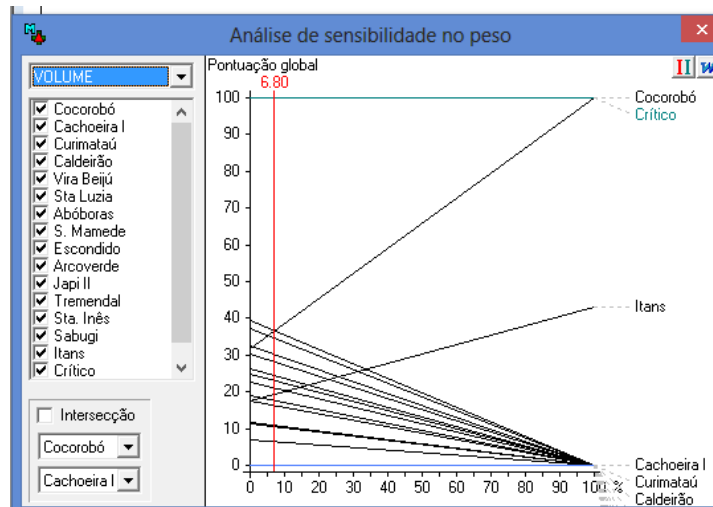 Análise de sensibilidade no peso
VOLUME
Cocorobó
Cachoeira I
Curimataú
Caldeirão
Vira Beijú
Sta Luzia
Abóboras
S. Mamede
Escondido
Arcoverde
Japi II
Tremendal
Sta. Inês
Sabugi
Itans
Crítico
Intersecção
Cocorobó
Cachoeira I
Pontuação global
6.80
100
90
80
70
60
50
40
30
20
10
0
0 10 20 30 40 50 60 70 80 90 100 %
Cocorobó
Crítico
Itans
Cachoeira I
Curimataú
Caldeirão